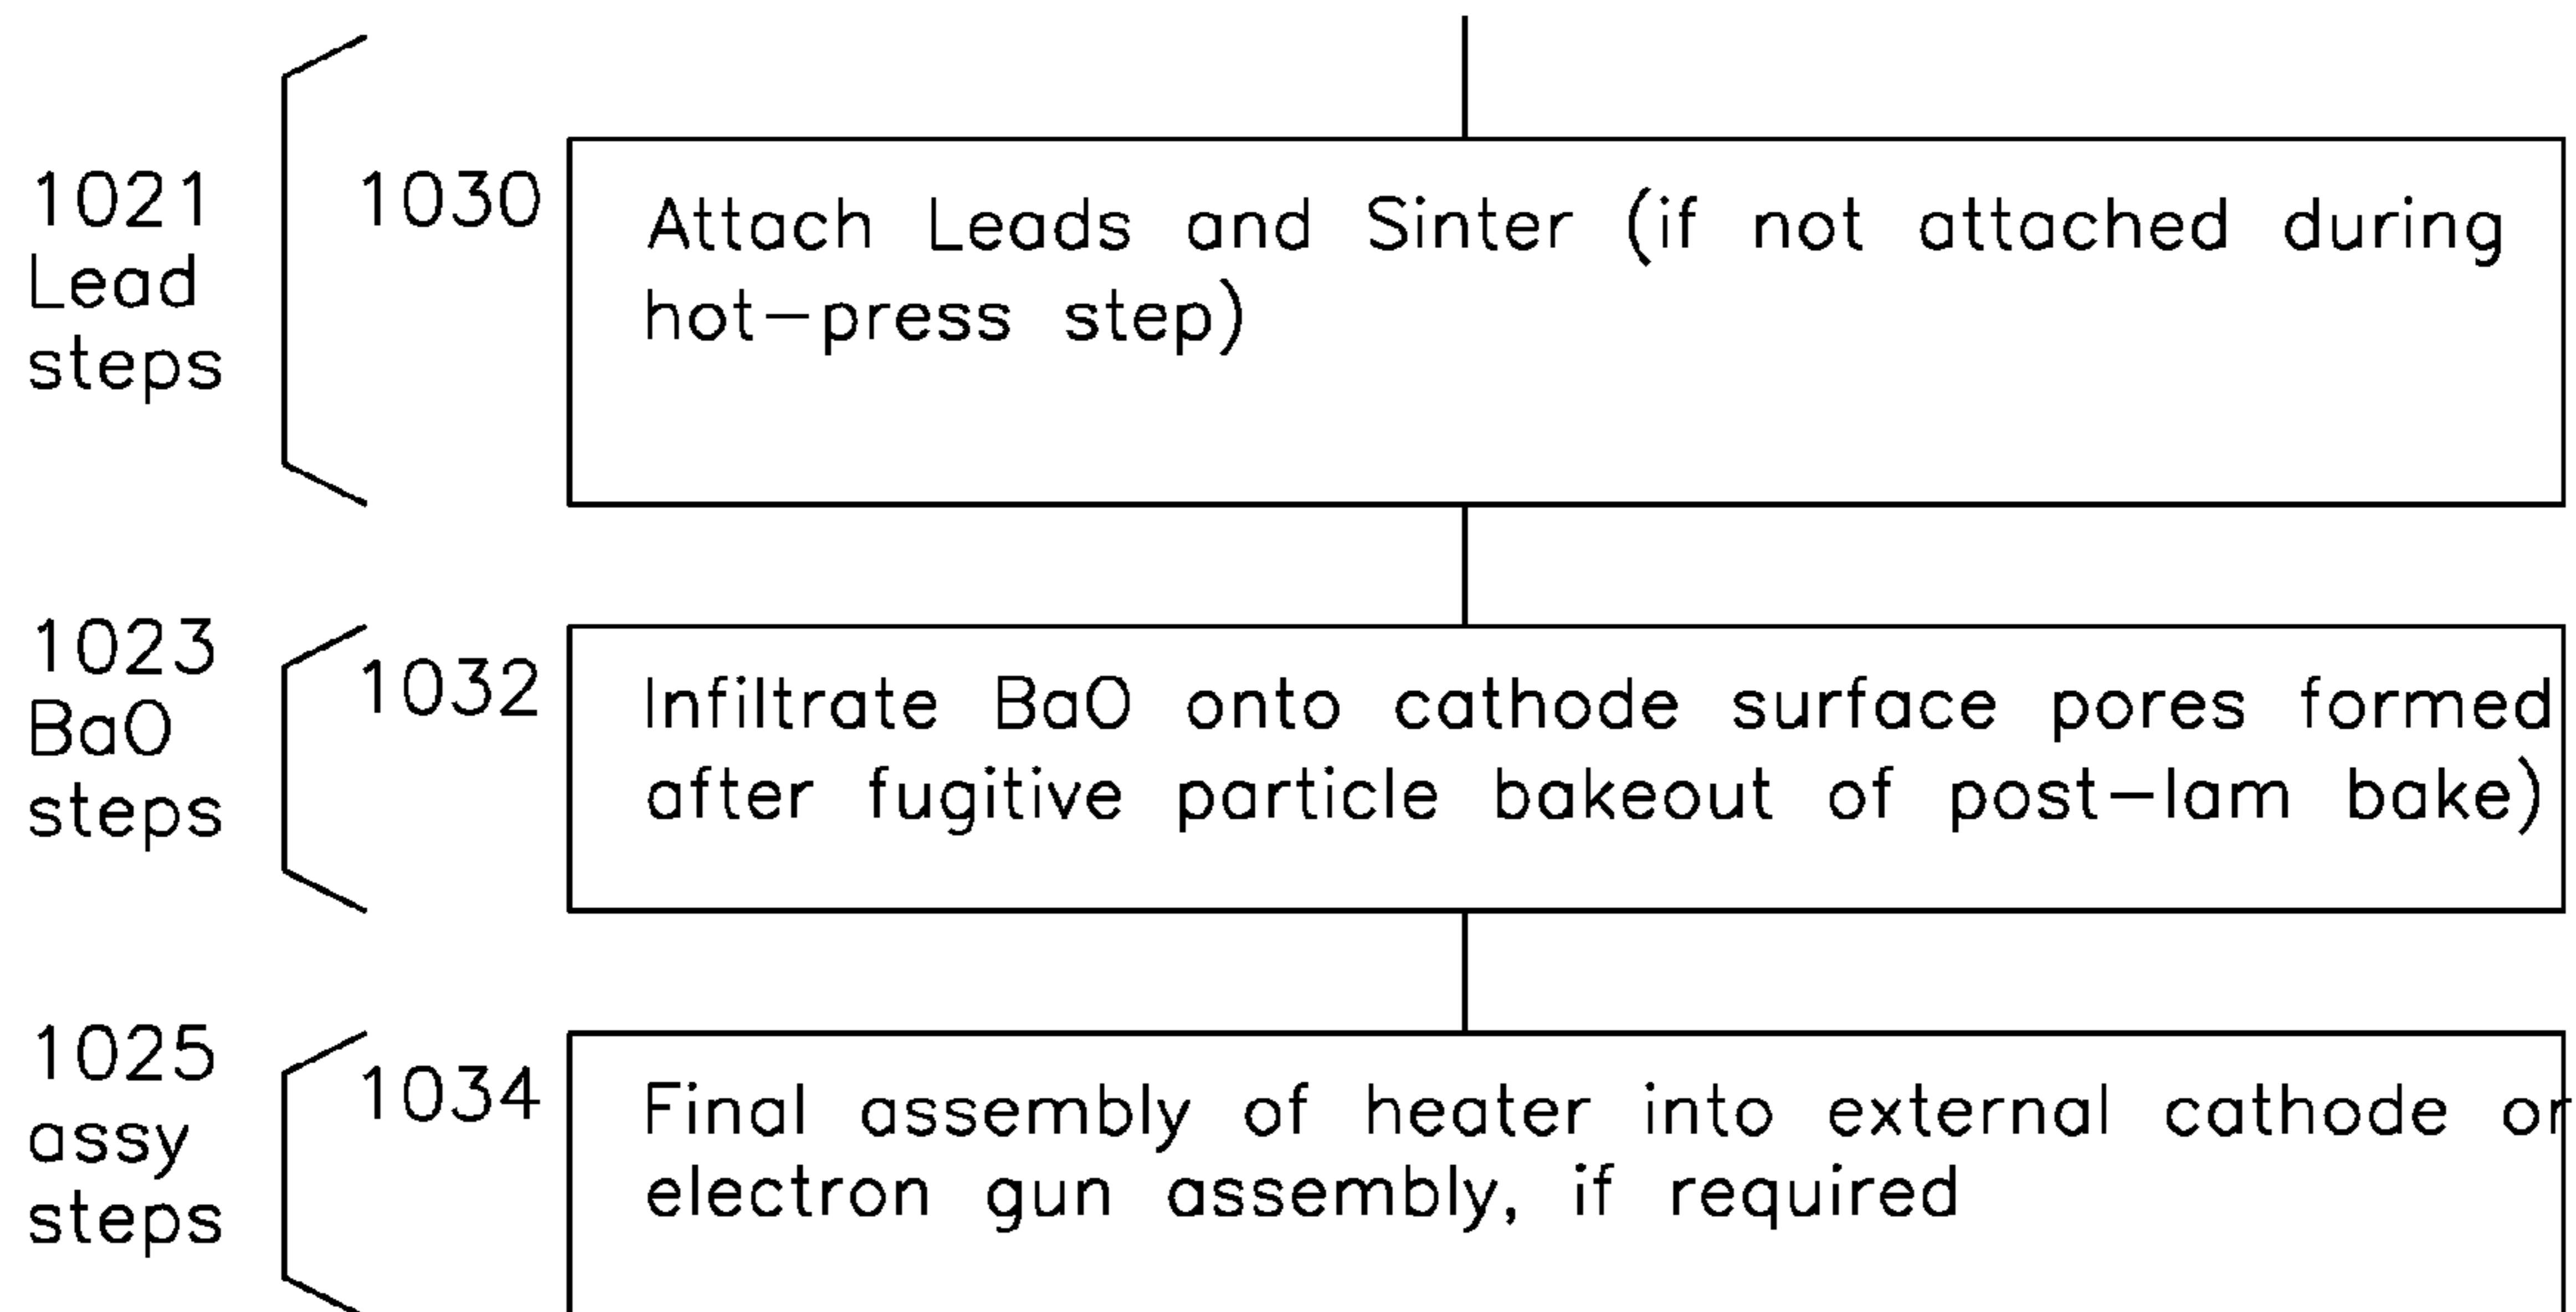 1021
Lead
steps
1030
Attach Leads and Sinter (if not attached during
hot-press step)
1023
BaO
steps
1032
Infiltrate BaO onto cathode surface pores formed
after fugitive particle bakeout of post-lam bake)
1025
assy
steps
1034
Final assembly of heater into external cathode or
electron gun assembly, if required